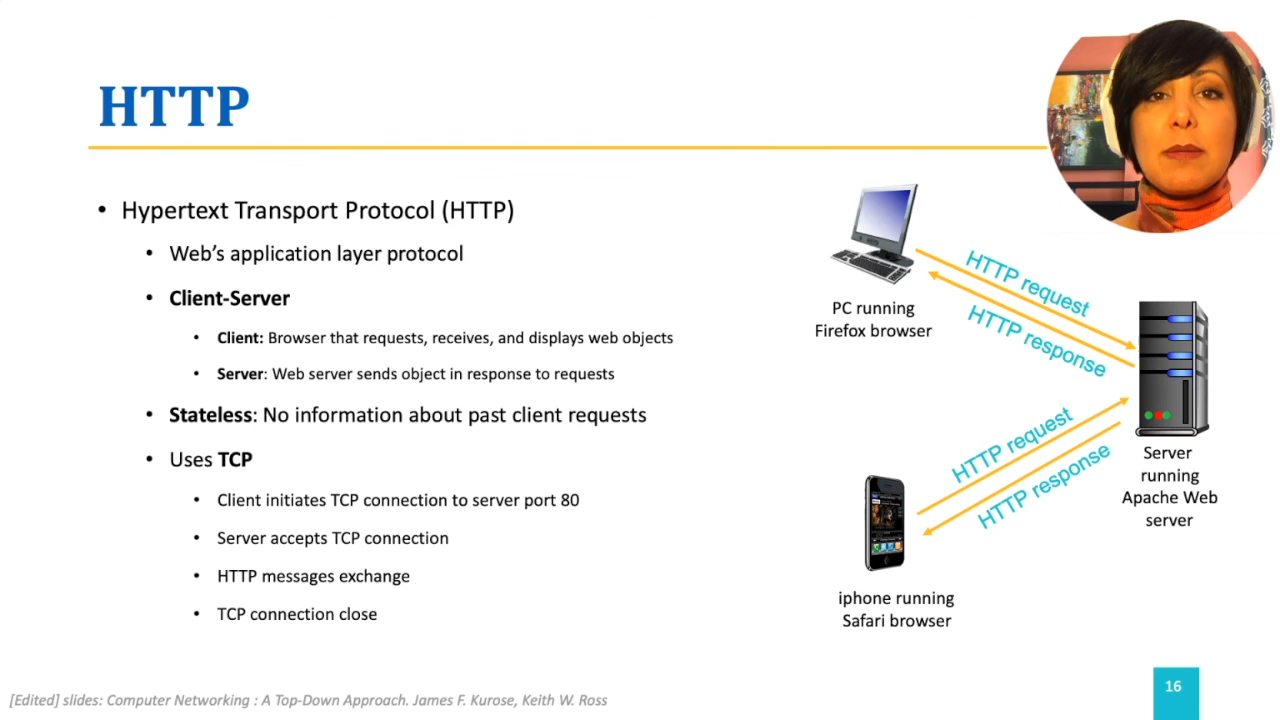 HTTP
• Hypertext Transport Protocol (HTTP)
• Web's application layer protocol
• Client-Server
• Client: Browser that requests, receives, and displays web objects
• Server: Web server sends object in response to requests
• Stateless: No information about past client requests
• Uses TCP
• Client initiates TCP connection to server port 80
• Server accepts TCP connection
• HTTP messages exchange
• TCP connection close
PC running
Firefox browser
HTTP request
HTTP response
HTTP request
HTTP response
Server
running
Apache Web
server
iphone running
Safari browser
[Edited] slides: Computer Networking : A Top-Down Approach. James F. Kurose, Keith W. Ross
16